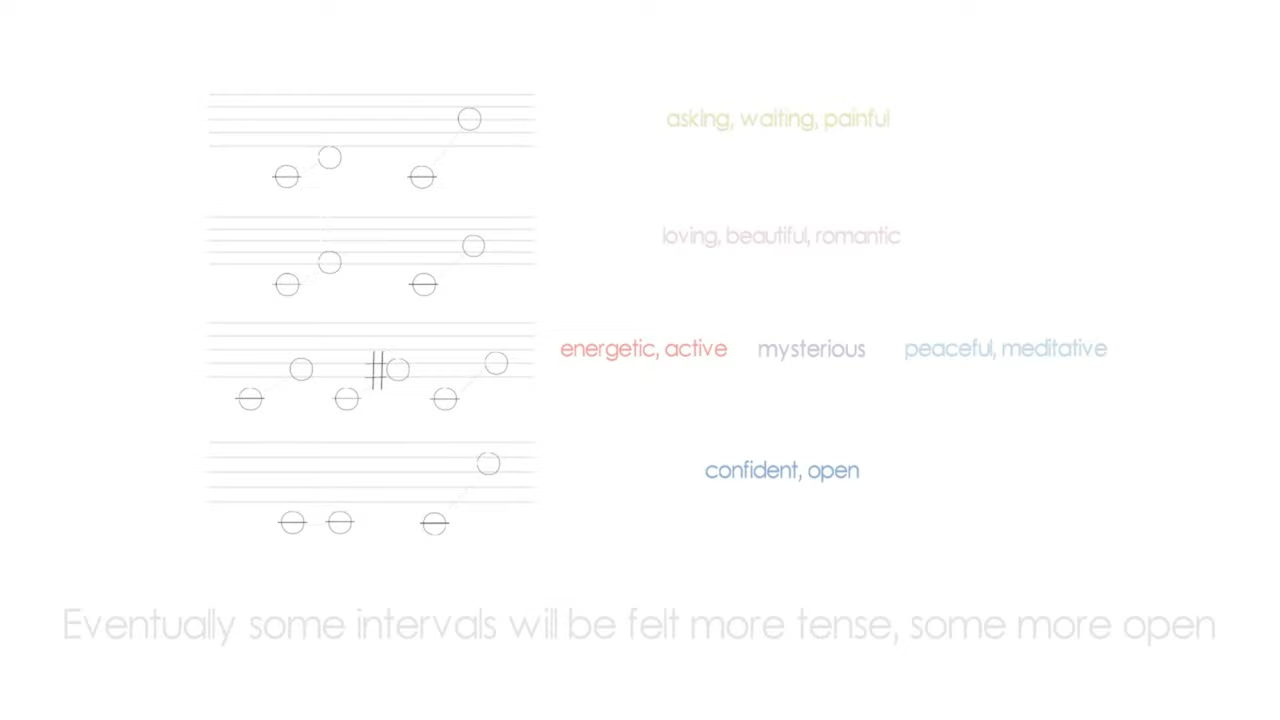 asking, waiting, painful
loving, beautiful, romantic
energetic, active mysterious peaceful, meditative
confident, open
Eventually some intervals will be felt more tense, some more open